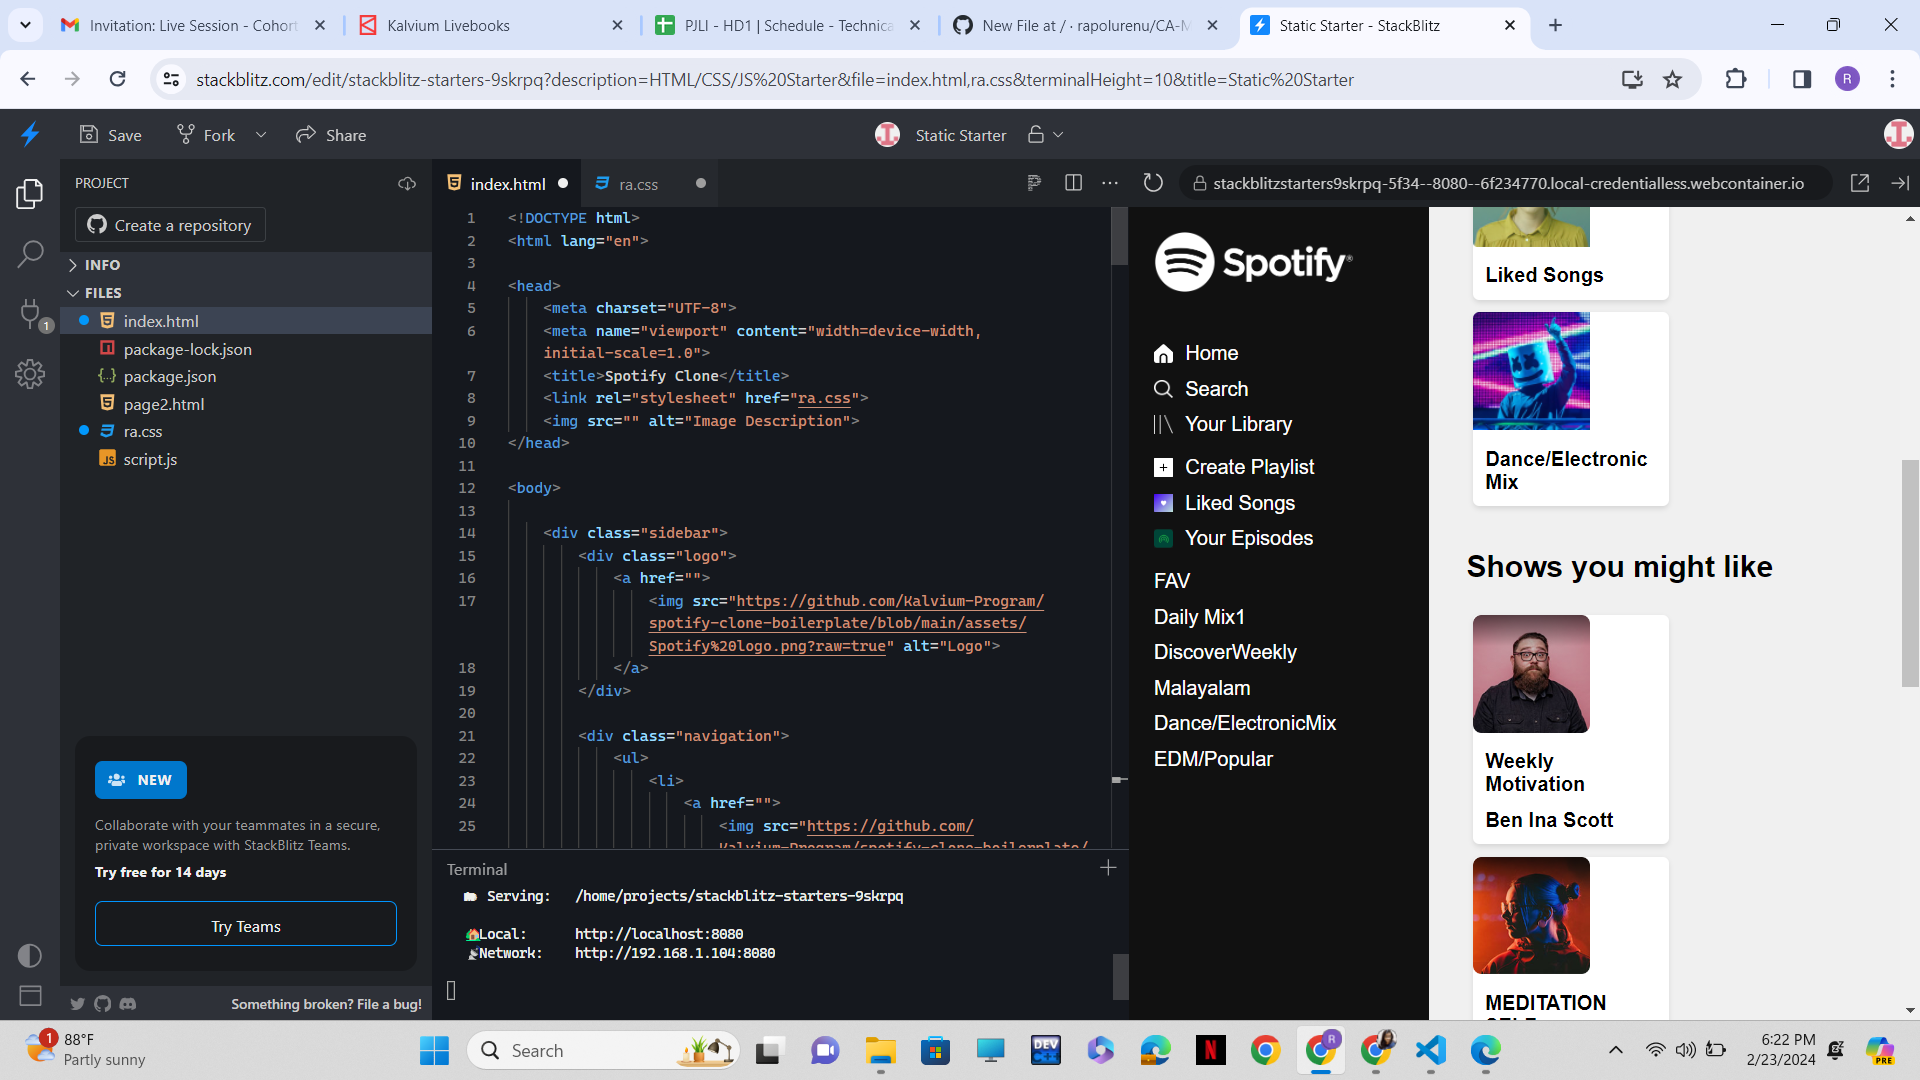 Invitation: Live Session - Cohort
Kalvium Livebooks
PJLI - HD1 | Schedule - Technica
New File at / · rapolurenu/CA-M
Static Starter - StackBlitz
stackblitz.com/edit/stackblitz-starters-9skrpq?description=HTML/CSS/JS%20Starter&file=index.html,ra.css&terminalHeight=10&title=Static%20Starter
R
Save
Fork
Share
Static Starter
PROJECT
Create a repository
INFO
FILES
index.html
package-lock.json
package.json
page2.html
ra.css
script.js
1
NEW
Collaborate with your teammates in a secure,
private workspace with StackBlitz Teams.
Try free for 14 days
Try Teams
Something broken? File a bug!
index.html
ra.css
stackblitzstarters9skrpq-5f34--8080--6f234770.local-credentialless.webcontainer.io
1 <!DOCTYPE html>
2 <html lang="en">
3
4 <head>
5 <meta charset="UTF-8">
6 <meta name="viewport" content="width=device-width,
initial-scale=1.0">
7 <title>Spotify Clone</title>
8 <link rel="stylesheet" href="ra.css">
9 <img src="" alt="Image Description">
10 </head>
11
12 <body>
13
14 <div class="sidebar">
15 <div class="logo">
16 <a href="">
17 <img src="https://github.com/Kalvium-Program/
spotify-clone-boilerplate/blob/main/assets/
Spotify%20logo.png?raw=true" alt="Logo">
18 </a>
19 </div>
20
21 <div class="navigation">
22 <ul>
23 <li>
24 <a href="">
25 <img src="https://github.com/
Kalvium-Program/spotify-clone-boilerplate/
Terminal
Serving: /home/projects/stackblitz-starters-9skrpq
Local: http://localhost:8080
Network: http://192.168.1.104:8080
Spotify®
Home
Search
Your Library
Create Playlist
Liked Songs
Your Episodes
FAV
Daily Mix1
DiscoverWeekly
Malayalam
Dance/ElectronicMix
EDM/Popular
Liked Songs
Dance/Electronic
Mix
Shows you might like
Weekly
Motivation
Ben Ina Scott
MEDITATION
SELF
1
88°F
Partly sunny
Search
DEV
C++
N
R
6:22 PM
2/23/2024
PRE